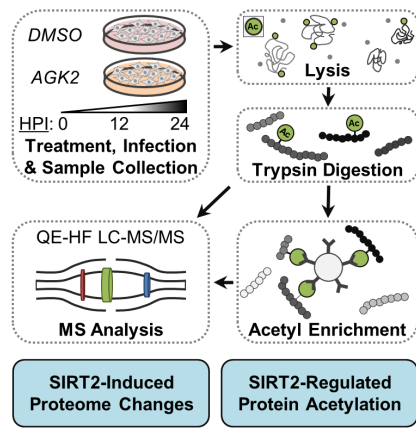 DMSO
AGK2
HPI: 0 12 24
Treatment, Infection
& Sample Collection
Ac
Lysis
Ac
Ac
Trypsin Digestion
QE-HF LC-MS/MS
MS Analysis
Acetyl Enrichment
SIRT2-Induced
Proteome Changes
SIRT2-Regulated
Protein Acetylation